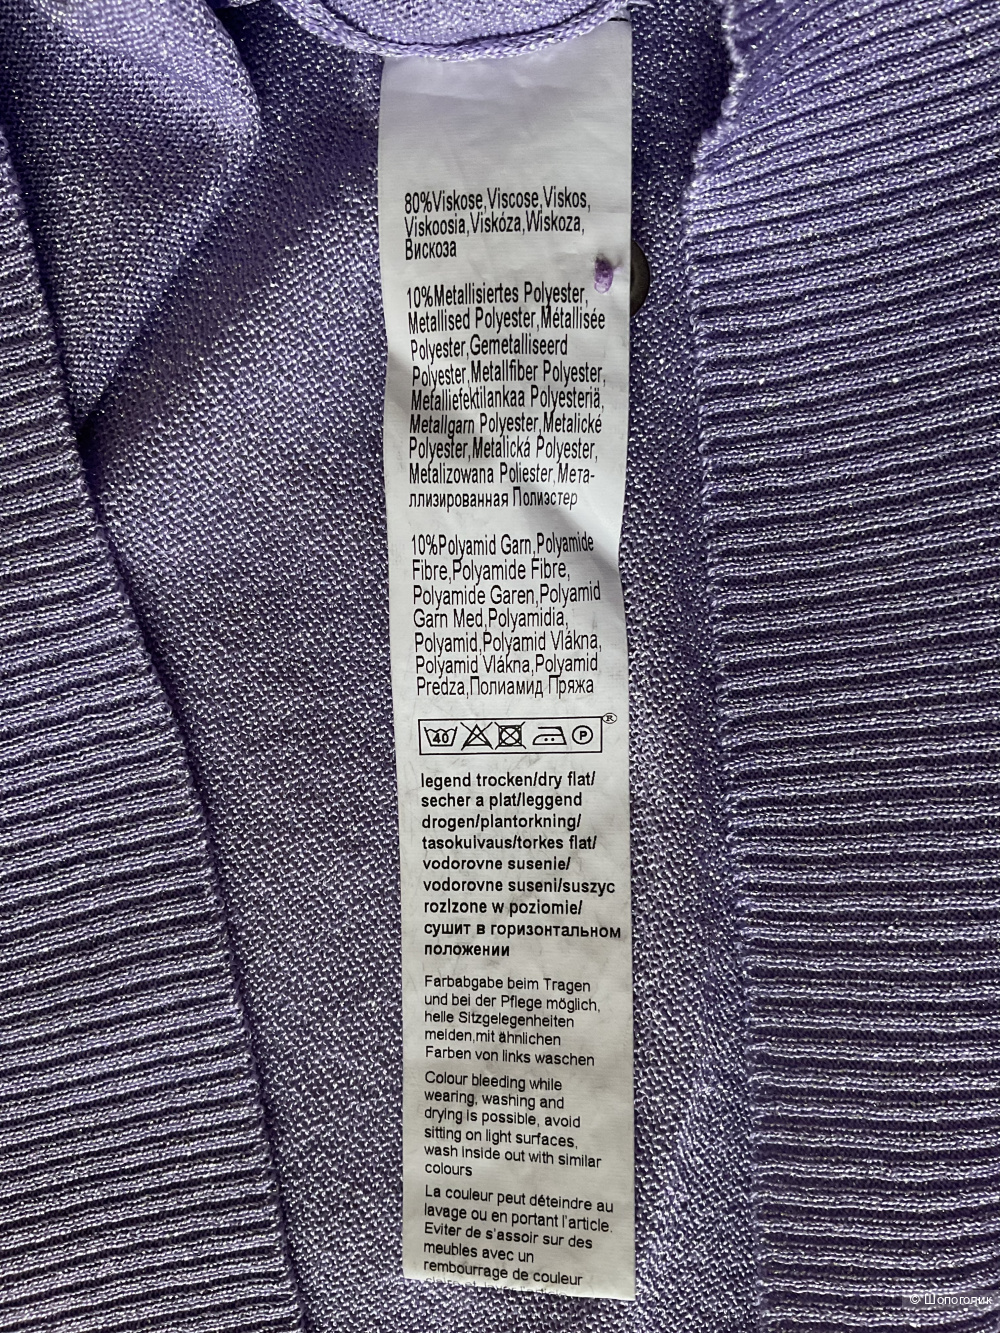 80%Viskose,Viscose,Viskos,
Viskoosia,Viskóza,Wiskoza,
Вискоза
10%Metallisiertes Polyester,
Metallised Polyester,Métallisée
Polyester,Gemetalliseerd
Polyester,Metallfiber Polyester,
Metalliefektilankaa Polyesteriä,
Metallgarn Polyester,Metalické
Polyester,Metalická Polyester,
Metalizowana Poliester,Мета-
ллизированная Полиэстер
10%Polyamid Garn,Polyamide
Fibre,Polyamide Fibre,
Polyamide Garen,Polyamid
Garn Med,Polyamidia,
Polyamid,Polyamid Vlákna,
Polyamid Vlákna,Polyamid
Predza,Полиамид Пряжа
40 P ®
legend trocken/dry flat/
secher a plat/leggend
drogen/plantorkning/
tasokuivaus/torkes flat/
vodorovne susenie/
vodorovne suseni/suszyc
rozlzone w poziomie/
сушит в горизонтальном
положении
Farbabgabe beim Tragen
und bei der Pflege möglich,
helle Sitzgelegenheiten
meiden,mit ähnlichen
Farben von links waschen
Colour bleeding while
wearing, washing and
drying is possible, avoid
sitting on light surfaces,
wash inside out with similar
colours
La couleur peut déteindre au
lavage ou en portant l'article.
Eviter de s'assoir sur des
meubles avec un
rembourrage de couleur
© Шопоголик